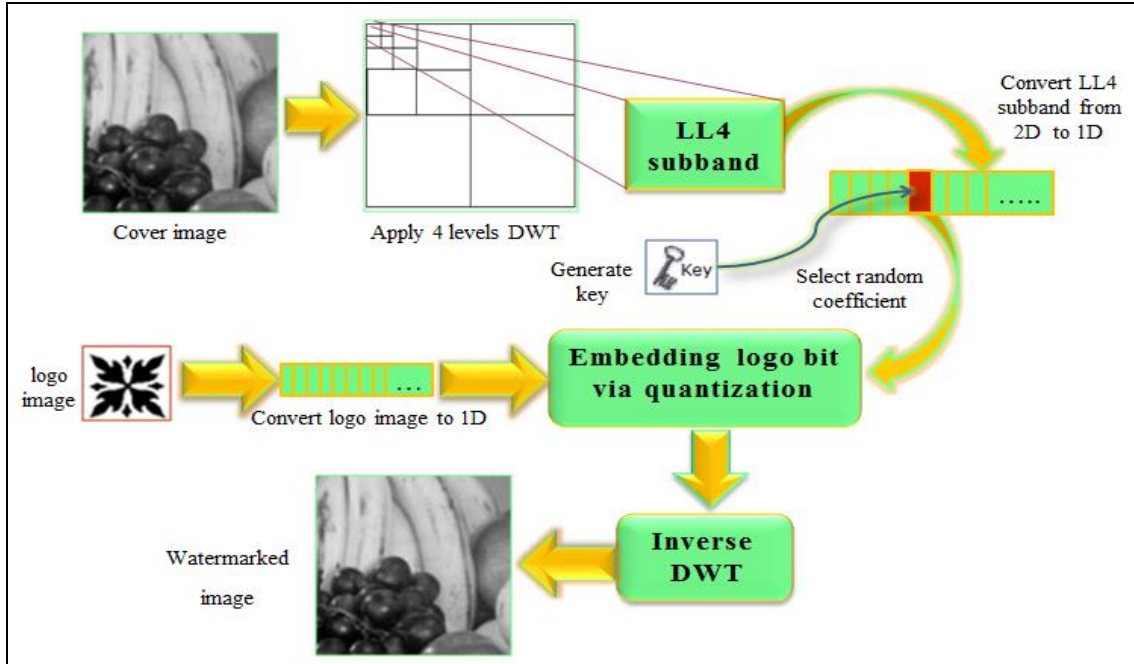 Cover image
Apply 4 levels DWT
LL4
subband
Convert LL4
subband from
2D to 1D
.....
Generate
key
Key
Select random
coefficient
logo
image
...
Convert logo image to 1D
Embedding logo bit
via quantization
Inverse
DWT
Watermarked
image